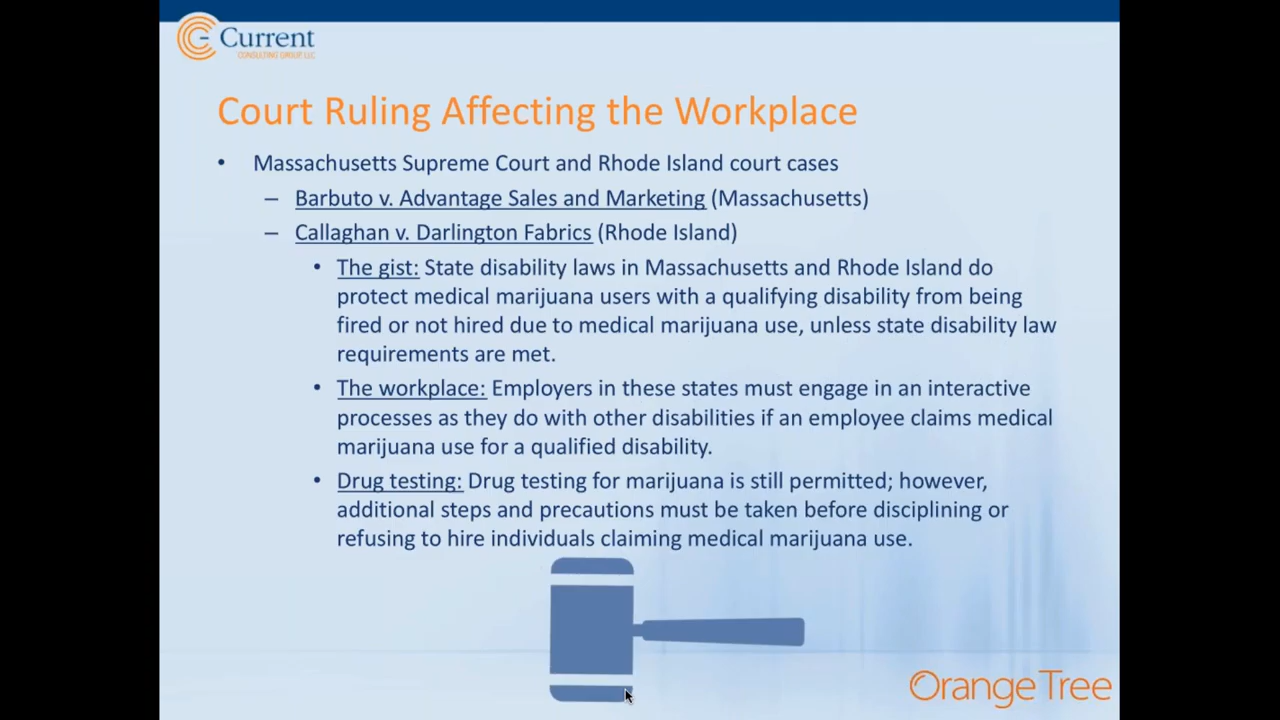 Current
CONSULTING GROUP, LLC
Court Ruling Affecting the Workplace
• Massachusetts Supreme Court and Rhode Island court cases
– Barbuto v. Advantage Sales and Marketing (Massachusetts)
– Callaghan v. Darlington Fabrics (Rhode Island)
• The gist: State disability laws in Massachusetts and Rhode Island do
protect medical marijuana users with a qualifying disability from being
fired or not hired due to medical marijuana use, unless state disability law
requirements are met.
• The workplace: Employers in these states must engage in an interactive
processes as they do with other disabilities if an employee claims medical
marijuana use for a qualified disability.
• Drug testing: Drug testing for marijuana is still permitted; however,
additional steps and precautions must be taken before disciplining or
refusing to hire individuals claiming medical marijuana use.
OrangeTree